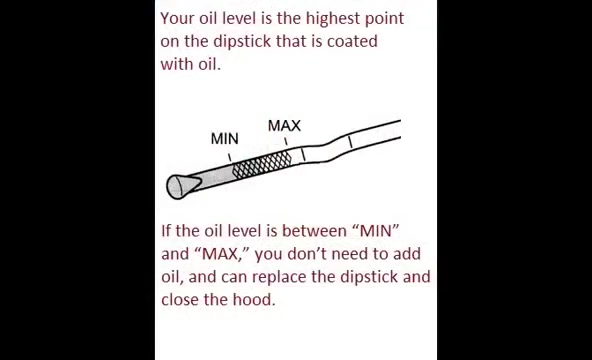 Your oil level is the highest point
on the dipstick that is coated
with oil.
MAX
MIN
If the oil level is between “MIN”
and “MAX,” you don’t need to add
oil, and can replace the dipstick and
close the hood.